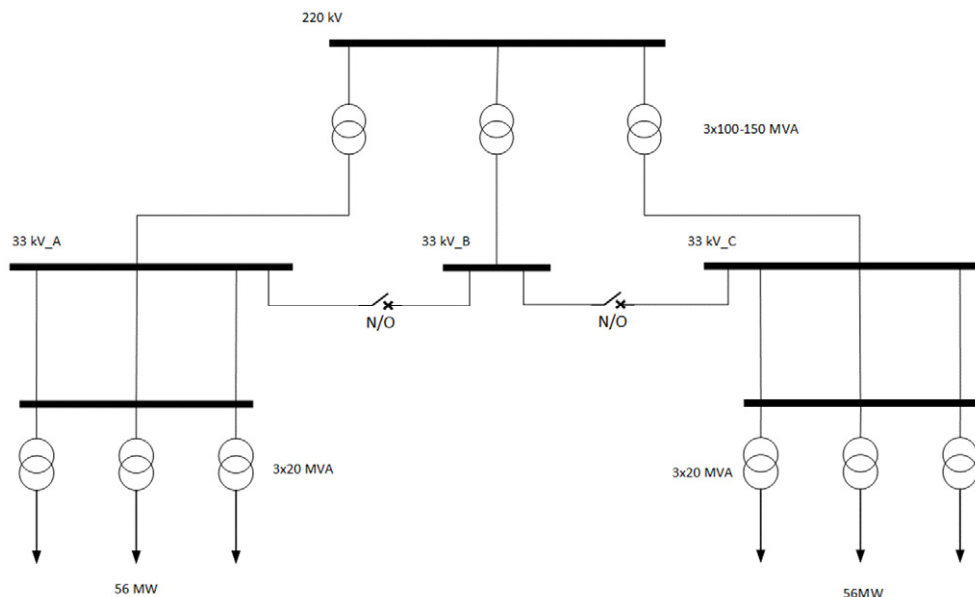 220 kV
3x100-150 MVA
33 kV_A
33 kV_B
33 kV_C
N/O
N/O
3x20 MVA
3x20 MVA
56 MW
56MW